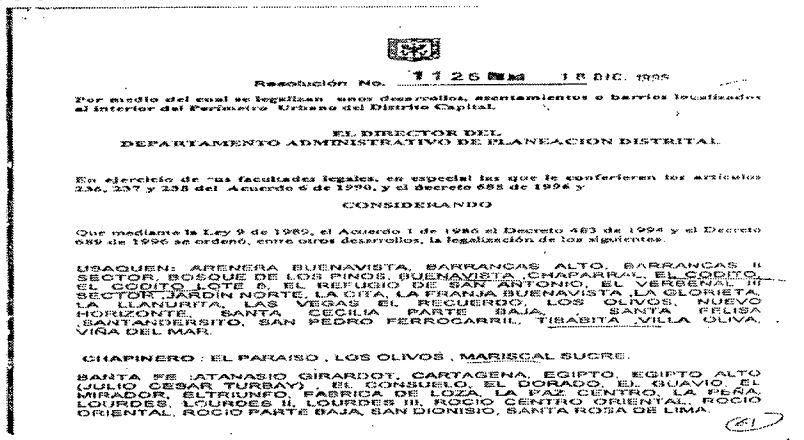 Resolución No. 1126 18 DIC. 1996
Por medio del cual se legalizan unos desarrollos, asentamientos o barrios localizados
al interior del Perímetro Urbano del Distrito Capital.
EL DIRECTOR DEL
DEPARTAMENTO ADMINISTRATIVO DE PLANEACION DISTRITAL
En ejercicio de sus facultades legales, en especial las que le confieren los artículos
236, 237 y 238 del Acuerdo 6 de 1990, y el decreto 688 de 1996 y
CONSIDERANDO
Que mediante la Ley 9 de 1989, el Acuerdo 1 de 1986 el Decreto 483 de 1994 y el Decreto
689 de 1996 se ordenó, entre otros desarrollos, la legalización de los siguientes.
USAQUEN: ARENERA BUENAVISTA, BARRANCAS ALTO, BARRANCAS II
SECTOR, BOSQUE DE LOS PINOS, BUENAVISTA ,CHAPARRAL, EL CODITO,
EL CODITO LOTE 8, EL REFUGIO DE SAN ANTONIO, EL VERBENAL III
SECTOR JARDIN NORTE, LA CITA, LA FRANJA BUENAVISTA ,LA GLORIETA,
LA LLANURITA, LAS VEGAS EL RECUERDO, LOS OLIVOS, NUEVO
HORIZONTE, SANTA CECILIA PARTE BAJA, SANTA FELISA
,SANTANDERSITO, SAN PEDRO FERROCARRIL, TIBABITA ,VILLA OLIVA,
VIÑA DEL MAR.
CHAPINERO : EL PARAISO , LOS OLIVOS , MARISCAL SUCRE.
SANTA FE :ATANASIO GIRARDOT, CARTAGENA, EGIPTO, EGIPTO ALTO
(JULIO CESAR TURBAY) , EL CONSUELO, EL DORADO, EL GUAVIO, EL
MIRADOR, ELTRIUNFO, FABRICA DE LOZA, LA PAZ CENTRO, LA PEÑA,
LOURDES, LOURDES II, LOURDES III, ROCIO CENTRO ORIENTAL, ROCIO
ORIENTAL, ROCIO PARTE BAJA, SAN DIONISIO, SANTA ROSA DE LIMA.